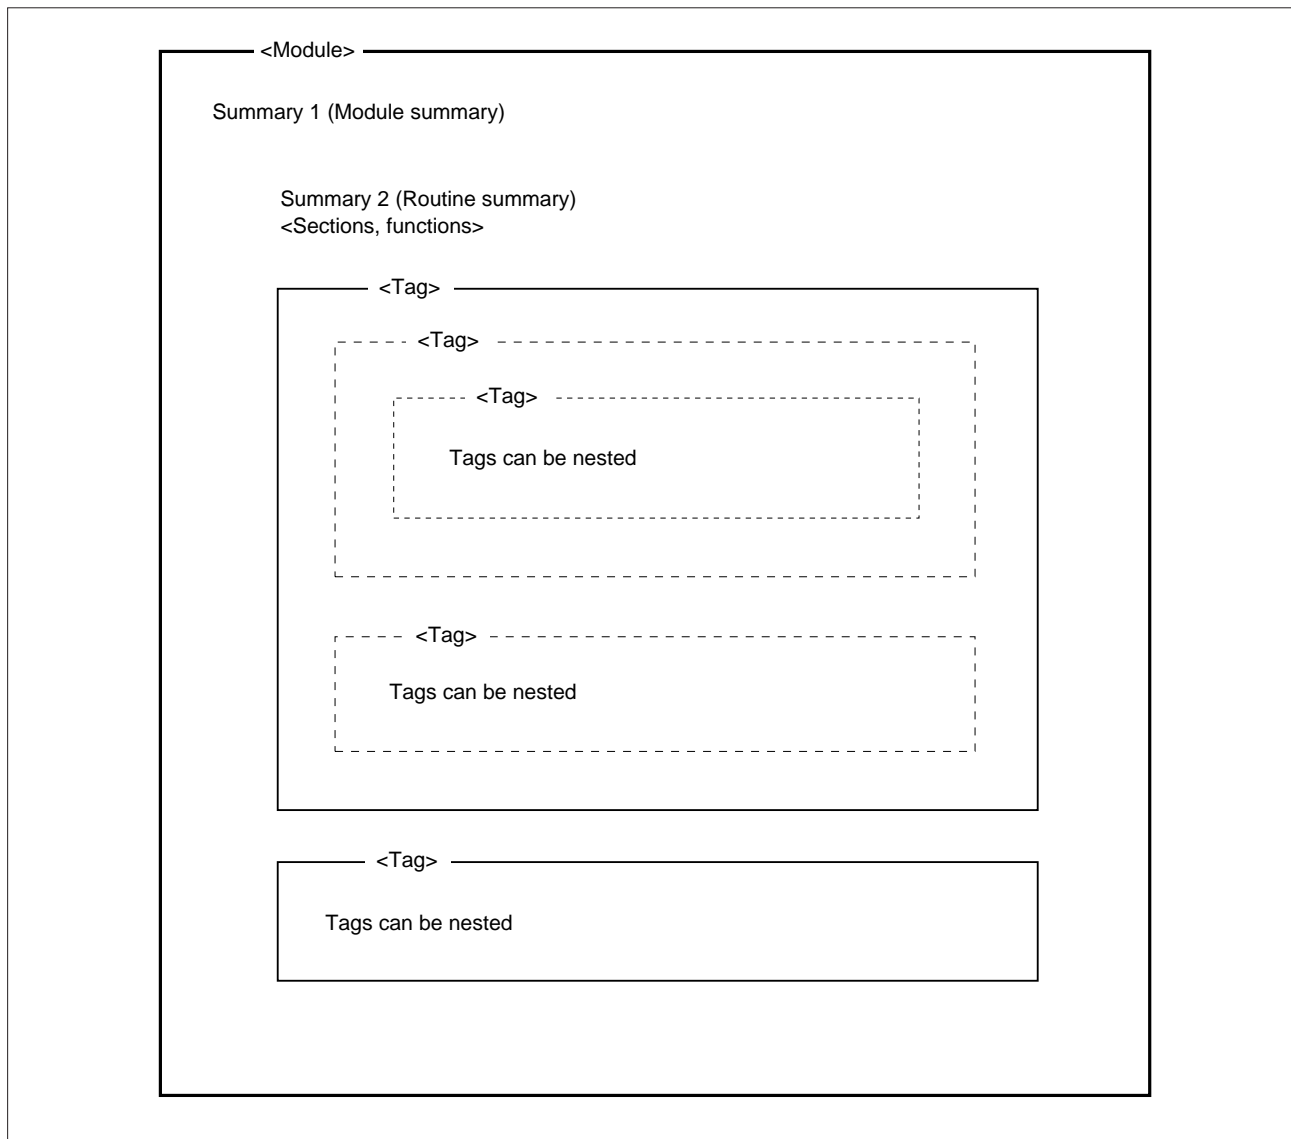 <Module>
Summary 1 (Module summary)
Summary 2 (Routine summary)
<Sections, functions>
<Tag>
<Tag>
<Tag>
Tags can be nested
<Tag>
Tags can be nested
<Tag>
Tags can be nested